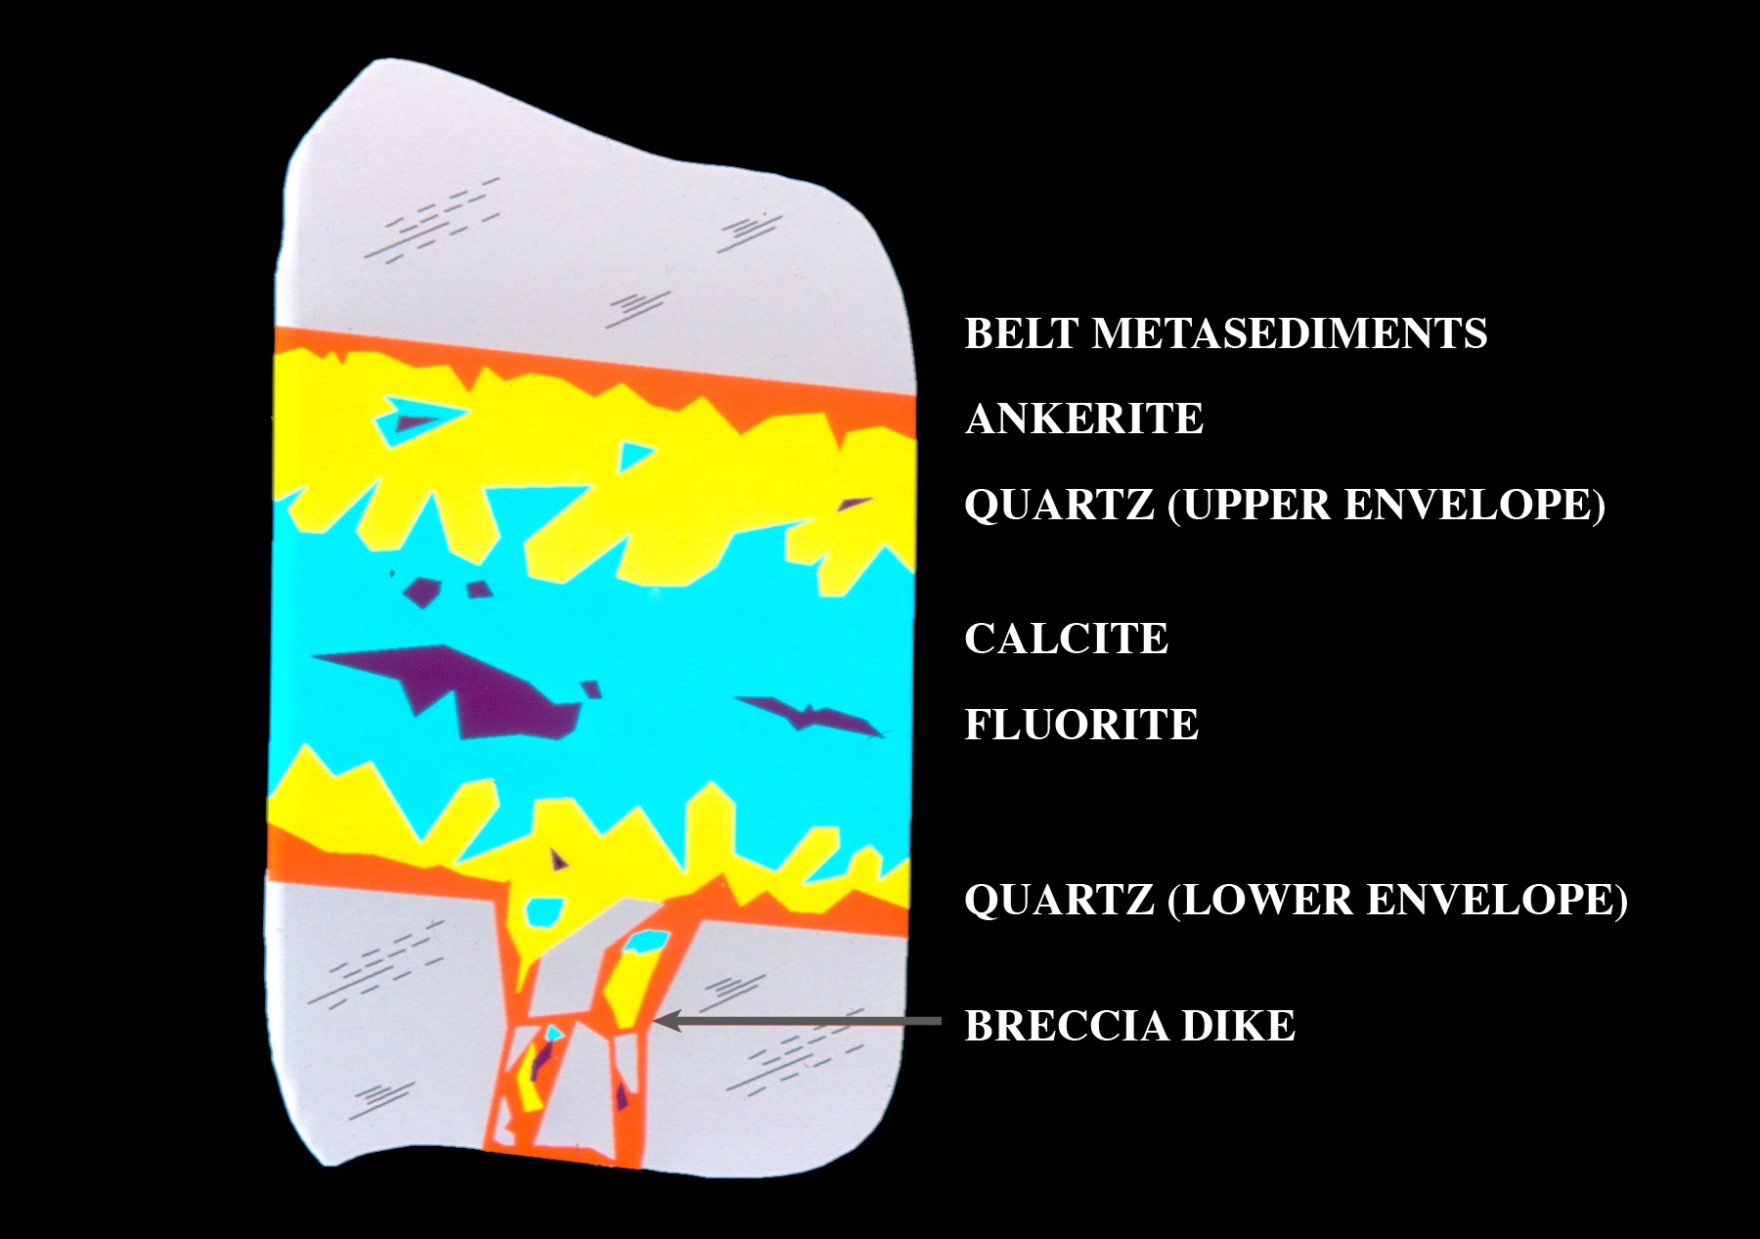 BELT METASEDIMENTS
ANKERITE
QUARTZ (UPPER ENVELOPE)
CALCITE
FLUORITE
QUARTZ (LOWER ENVELOPE)
BRECCIA DIKE